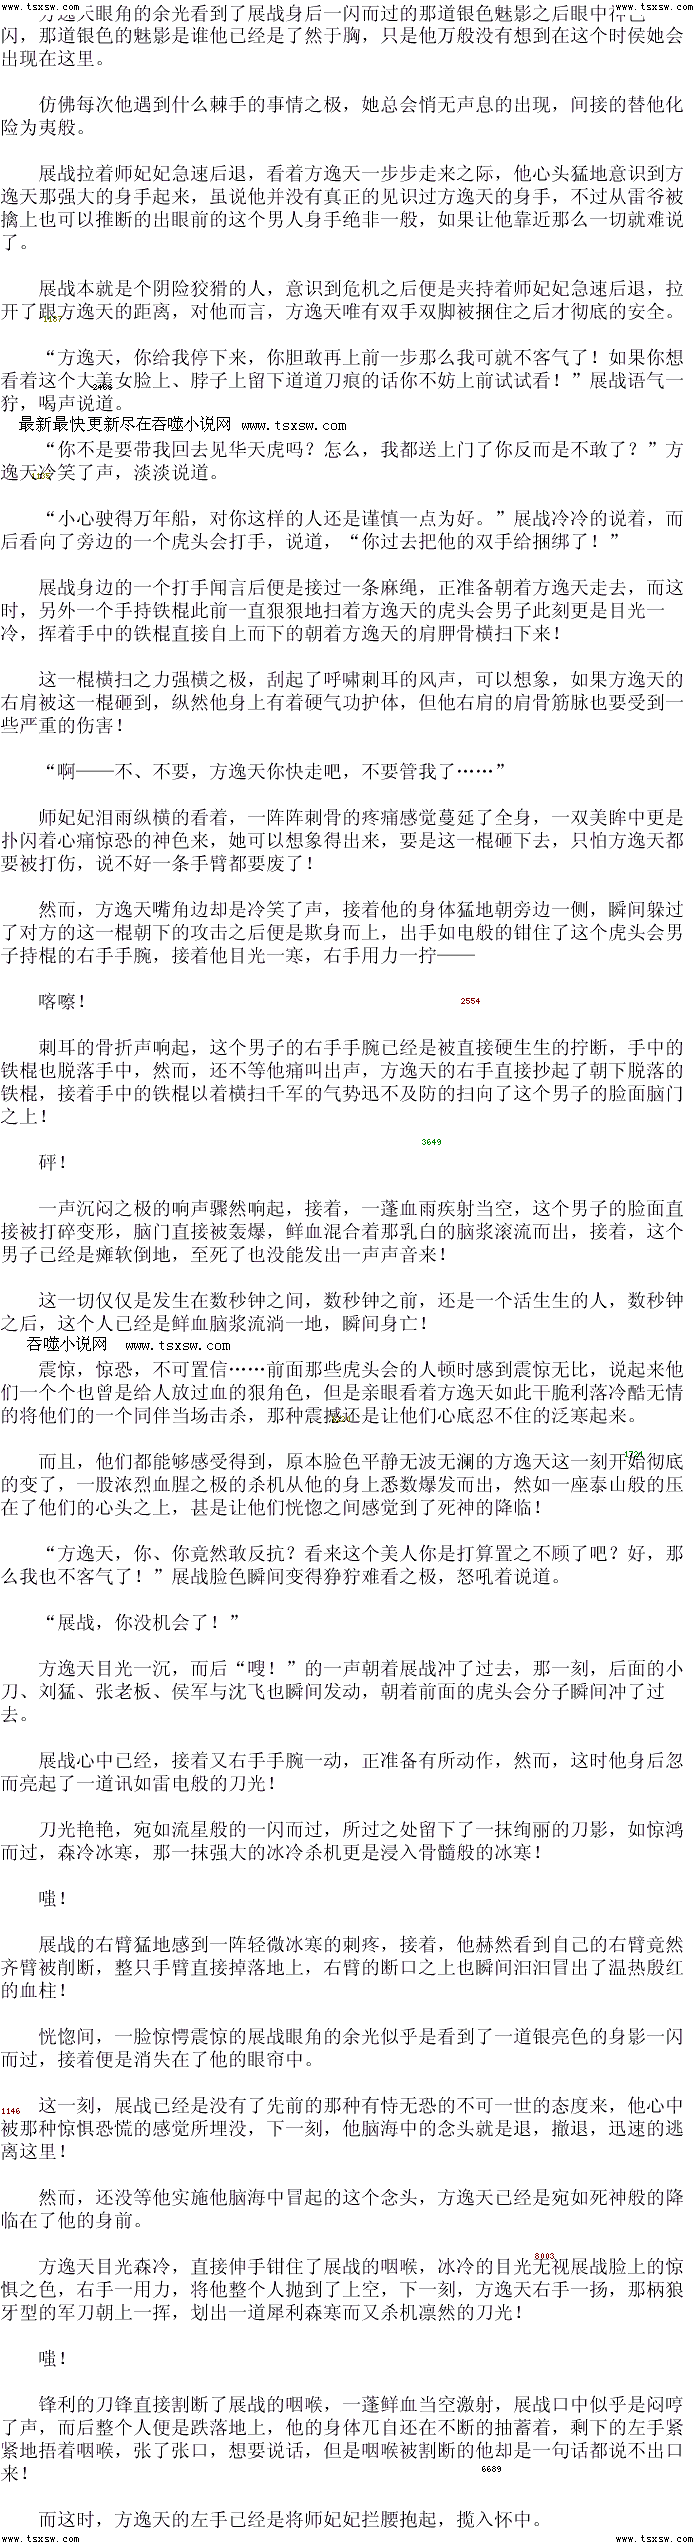 www.tsxsw.com www.tsxsw.com
方逸天眼角的余光看到了展战身后一闪而过的那道银色魅影之后眼中神色
闪，那道银色的魅影是谁他已经是了然于胸，只是他万般没有想到在这个时侯她会
出现在这里。
仿佛每次他遇到什么棘手的事情之极，她总会悄无声息的出现，间接的替他化
险为夷般。
展战拉着师妃妃急速后退，看着方逸天一步步走来之际，他心头猛地意识到方
逸天那强大的身手起来，虽说他并没有真正的见识过方逸天的身手，不过从雷爷被
擒上也可以推断的出眼前的这个男人身手绝非一般，如果让他靠近那么一切就难说
了。
展战本就是个阴险狡猾的人，意识到危机之后便是夹持着师妃妃急速后退，拉
开了跟方逸天的距离，对他而言，方逸天唯有双手双脚被捆住之后才彻底的安全。
“方逸天，你给我停下来，你胆敢再上前一步那么我可就不客气了！如果你想
看着这个大美女脸上、脖子上留下道道刀痕的话你不妨上前试试看！”展战语气一
狞，喝声说道。
最新最快更新尽在吞噬小说网 www.tsxsw.com
“你不是要带我回去见华天虎吗？怎么，我都送上门了你反而是不敢了？”方
逸天冷笑了声，淡淡说道。
“小心驶得万年船，对你这样的人还是谨慎一点为好。”展战冷冷的说着，而
后看向了旁边的一个虎头会打手，说道，“你过去把他的双手给捆绑了！”
展战身边的一个打手闻言后便是接过一条麻绳，正准备朝着方逸天走去，而这
时，另外一个手持铁棍此前一直狠狠地扫着方逸天的虎头会男子此刻更是目光一
冷，挥着手中的铁棍直接自上而下的朝着方逸天的肩胛骨横扫下来！
这一棍横扫之力强横之极，刮起了呼啸刺耳的风声，可以想象，如果方逸天的
右肩被这一棍砸到，纵然他身上有着硬气功护体，但他右肩的肩骨筋脉也要受到一
些严重的伤害！
“啊——不、不要，方逸天你快走吧，不要管我了……”
师妃妃泪雨纵横的看着，一阵阵刺骨的疼痛感觉蔓延了全身，一双美眸中更是
扑闪着心痛惊恐的神色来，她可以想象得出来，要是这一棍砸下去，只怕方逸天都
要被打伤，说不好一条手臂都要废了！
然而，方逸天嘴角边却是冷笑了声，接着他的身体猛地朝旁边一侧，瞬间躲过
了对方的这一棍朝下的攻击之后便是欺身而上，出手如电般的钳住了这个虎头会男
子持棍的右手手腕，接着他目光一寒，右手用力一拧——
喀嚓！
2554
刺耳的骨折声响起，这个男子的右手手腕已经是被直接硬生生的拧断，手中的
铁棍也脱落手中，然而，还不等他痛叫出声，方逸天的右手直接抄起了朝下脱落的
铁棍，接着手中的铁棍以着横扫千军的气势迅不及防的扫向了这个男子的脸面脑门
之上！
3649
砰！
一声沉闷之极的响声骤然响起，接着，一蓬血雨疾射当空，这个男子的脸面直
接被打碎变形，脑门直接被轰爆，鲜血混合着那乳白的脑浆滚流而出，接着，这个
男子已经是瘫软倒地，至死了也没能发出一声声音来！
这一切仅仅是发生在数秒钟之间，数秒钟之前，还是一个活生生的人，数秒钟
之后，这个人已经是鲜血脑浆流淌一地，瞬间身亡！
吞噬小说网 www.tsxsw.com
震惊，惊恐，不可置信……前面那些虎头会的人顿时感到震惊无比，说起来他
们一个个也曾是给人放过血的狠角色，但是亲眼看着方逸天如此干脆利落冷酷无情
的将他们的一个同伴当场击杀，那种震撼还是让他们心底忍不住的泛寒起来。
而且，他们都能够感受得到，原本脸色平静无波无澜的方逸天这一刻开始彻底
的变了，一股浓烈血腥之极的杀机从他的身上悉数爆发而出，然如一座泰山般的压
在了他们的心头之上，甚是让他们恍惚之间感觉到了死神的降临！
“方逸天，你、你竟然敢反抗？看来这个美人你是打算置之不顾了吧？好，那
么我也不客气了！”展战脸色瞬间变得狰狞难看之极，怒吼着说道。
“展战，你没机会了！”
方逸天目光一沉，而后“嗖！”的一声朝着展战冲了过去，那一刻，后面的小
刀、刘猛、张老板、侯军与沈飞也瞬间发动，朝着前面的虎头会分子瞬间冲了过
去。
展战心中已经，接着又右手手腕一动，正准备有所动作，然而，这时他身后忽
而亮起了一道讯如雷电般的刀光！
刀光艳艳，宛如流星般的一闪而过，所过之处留下了一抹绚丽的刀影，如惊鸿
而过，森冷冰寒，那一抹强大的冰冷杀机更是浸入骨髓般的冰寒！
嗤！
展战的右臂猛地感到一阵轻微冰寒的刺疼，接着，他赫然看到自己的右臂竟然
齐臂被削断，整只手臂直接掉落地上，右臂的断口之上也瞬间汩汩冒出了温热殷红
的血柱！
恍惚间，一脸惊愕震惊的展战眼角的余光似乎是看到了一道银亮色的身影一闪
而过，接着便是消失在了他的眼帘中。
1146
这一刻，展战已经是没有了先前的那种有恃无恐的不可一世的态度来，他心中
被那种惊惧恐慌的感觉所埋没，下一刻，他脑海中的念头就是退，撤退，迅速的逃
离这里！
然而，还没等他实施他脑海中冒起的这个念头，方逸天已经是宛如死神般的降
临在了他的身前。
8003
方逸天目光森冷，直接伸手钳住了展战的咽喉，冰冷的目光无视展战脸上的惊
惧之色，右手一用力，将他整个人抛到了上空，下一刻，方逸天右手一扬，那柄狼
牙型的军刀朝上一挥，划出一道犀利森寒而又杀机凛然的刀光！
嗤！
锋利的刀锋直接割断了展战的咽喉，一蓬鲜血当空激射，展战口中似乎是闷哼
了声，而后整个人便是跌落地上，他的身体兀自还在不断的抽蓄着，剩下的左手紧
紧地捂着咽喉，张了张口，想要说话，但是咽喉被割断的他却是一句话都说不出口
来！
6689
而这时，方逸天的左手已经是将师妃妃拦腰抱起，揽入怀中。
www.tsxsw.com www.tsxsw.com